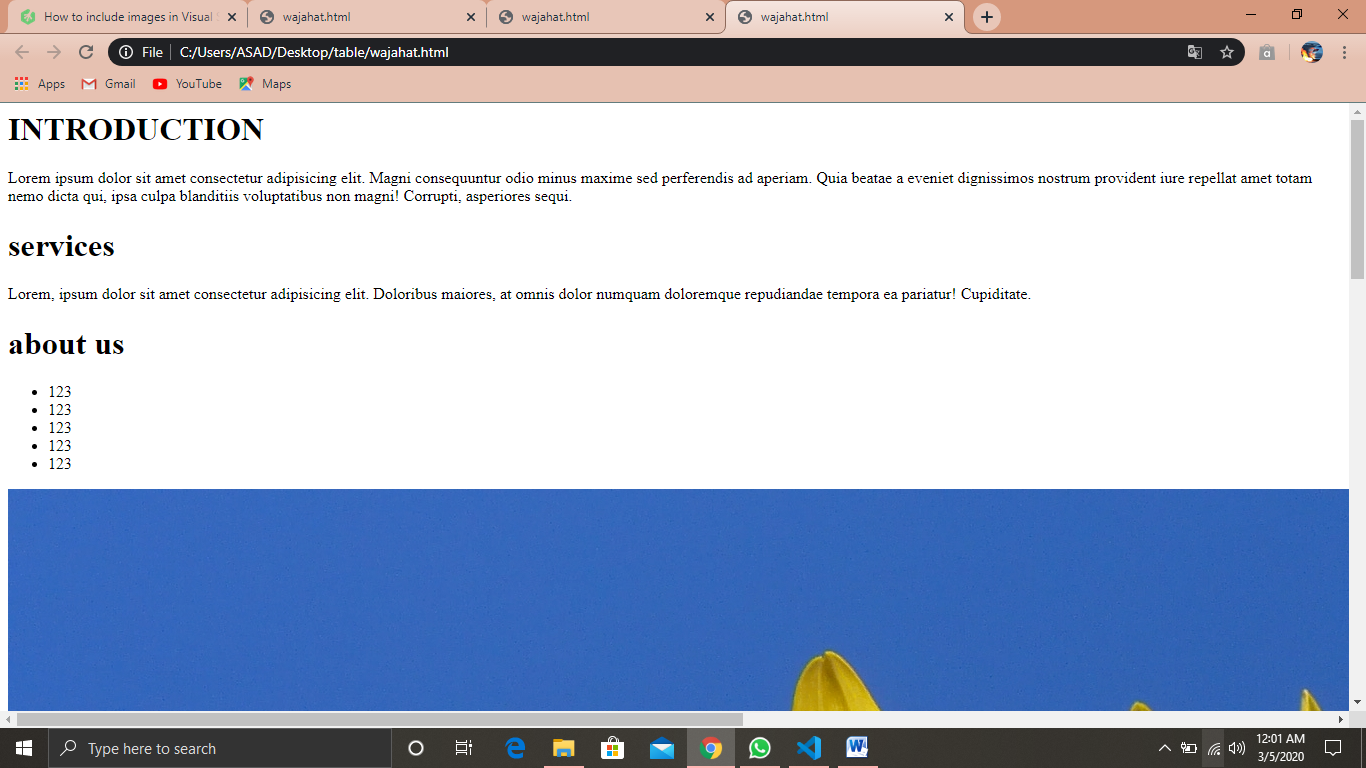 How to include images in Visual
wajahat.html
wajahat.html
wajahat.html
File
C:/Users/ASAD/Desktop/table/wajahat.html
Apps
Gmail
YouTube
Maps
INTRODUCTION
Lorem ipsum dolor sit amet consectetur adipisicing elit. Magni consequuntur odio minus maxime sed perferendis ad aperiam. Quia beatae a eveniet dignissimos nostrum provident iure repellat amet totam
nemo dicta qui, ipsa culpa blanditiis voluptatibus non magni! Corrupti, asperiores sequi.
services
Lorem, ipsum dolor sit amet consectetur adipisicing elit. Doloribus maiores, at omnis dolor numquam doloremque repudiandae tempora ea pariatur! Cupiditate.
about us
123
123
123
123
123
Type here to search
12:01 AM
3/5/2020